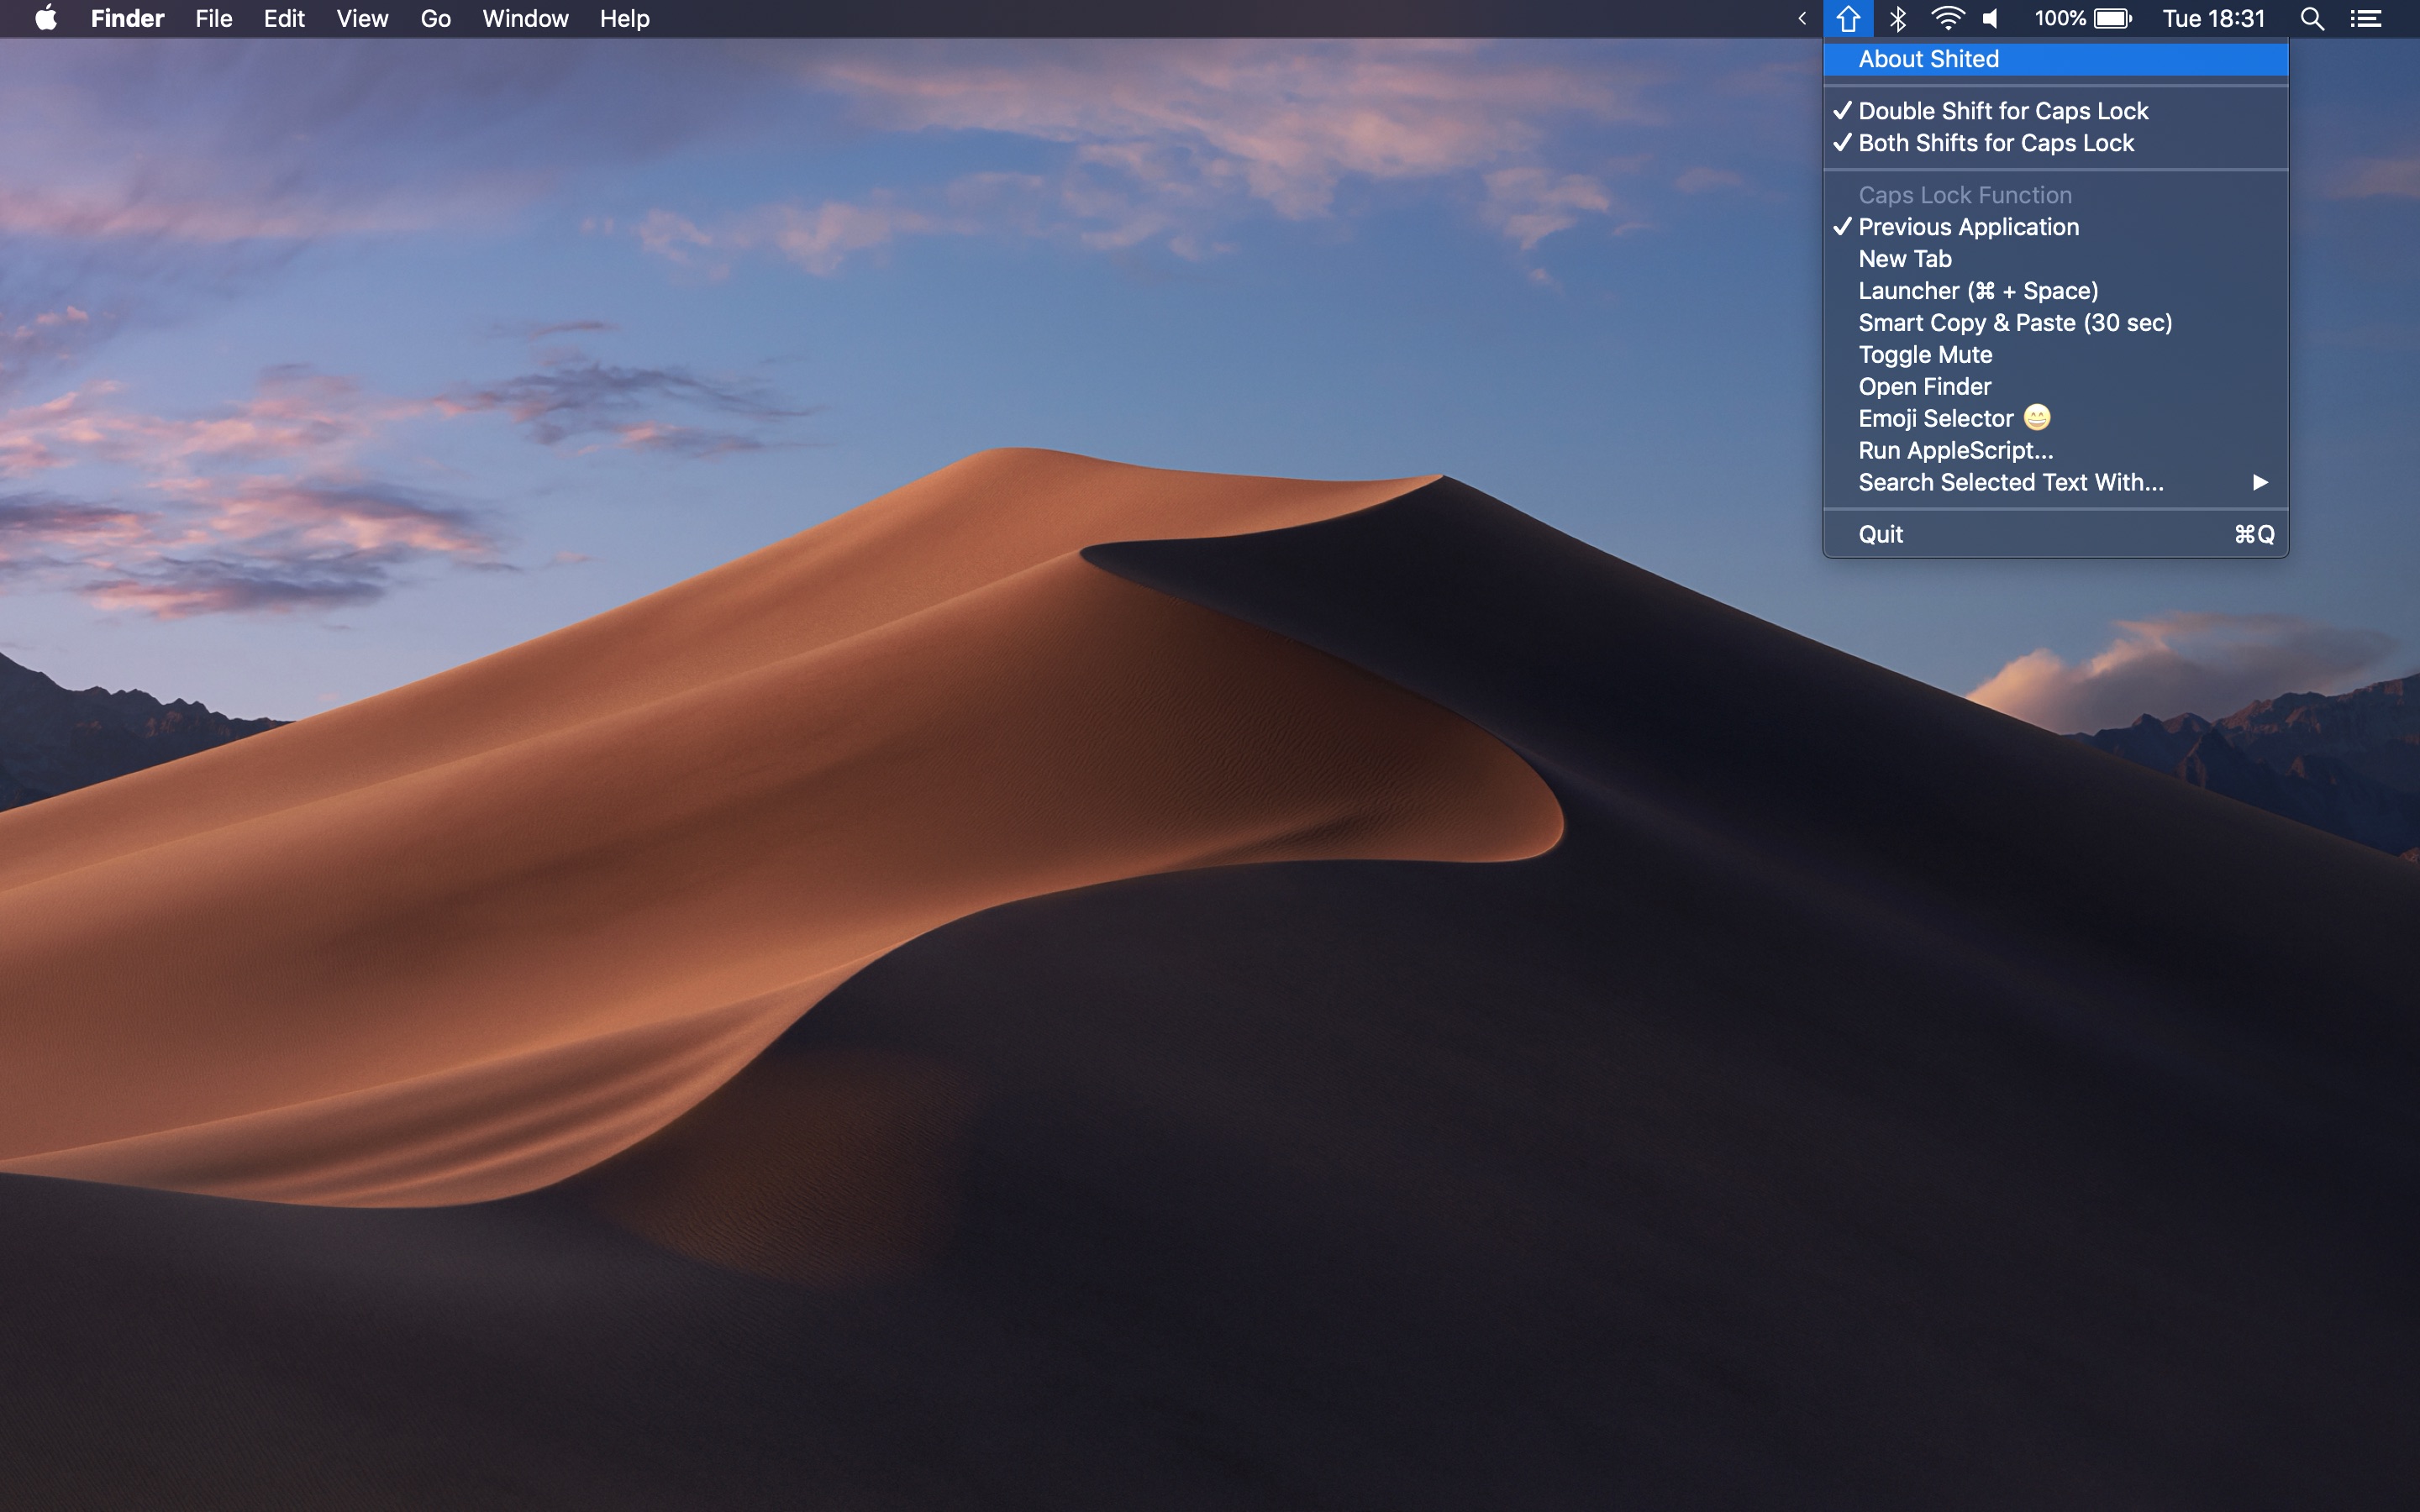 Finder File Edit View Go Window Help 100% Tue 18:31
About Shited
Double Shift for Caps Lock
Both Shifts for Caps Lock
Caps Lock Function
Previous Application
New Tab
Launcher (⌘ + Space)
Smart Copy & Paste (30 sec)
Toggle Mute
Open Finder
Emoji Selector 😄
Run AppleScript...
Search Selected Text With...
Quit ⌘Q